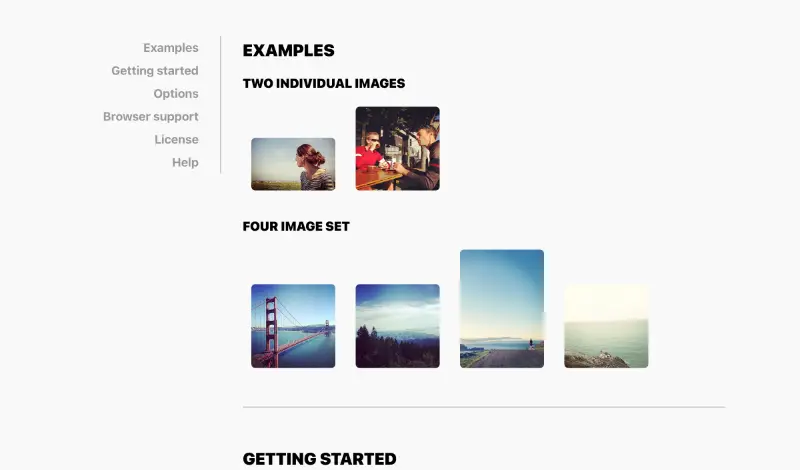 Examples
Getting started
Options
Browser support
License
Help
EXAMPLES
TWO INDIVIDUAL IMAGES
FOUR IMAGE SET
GETTING STARTED